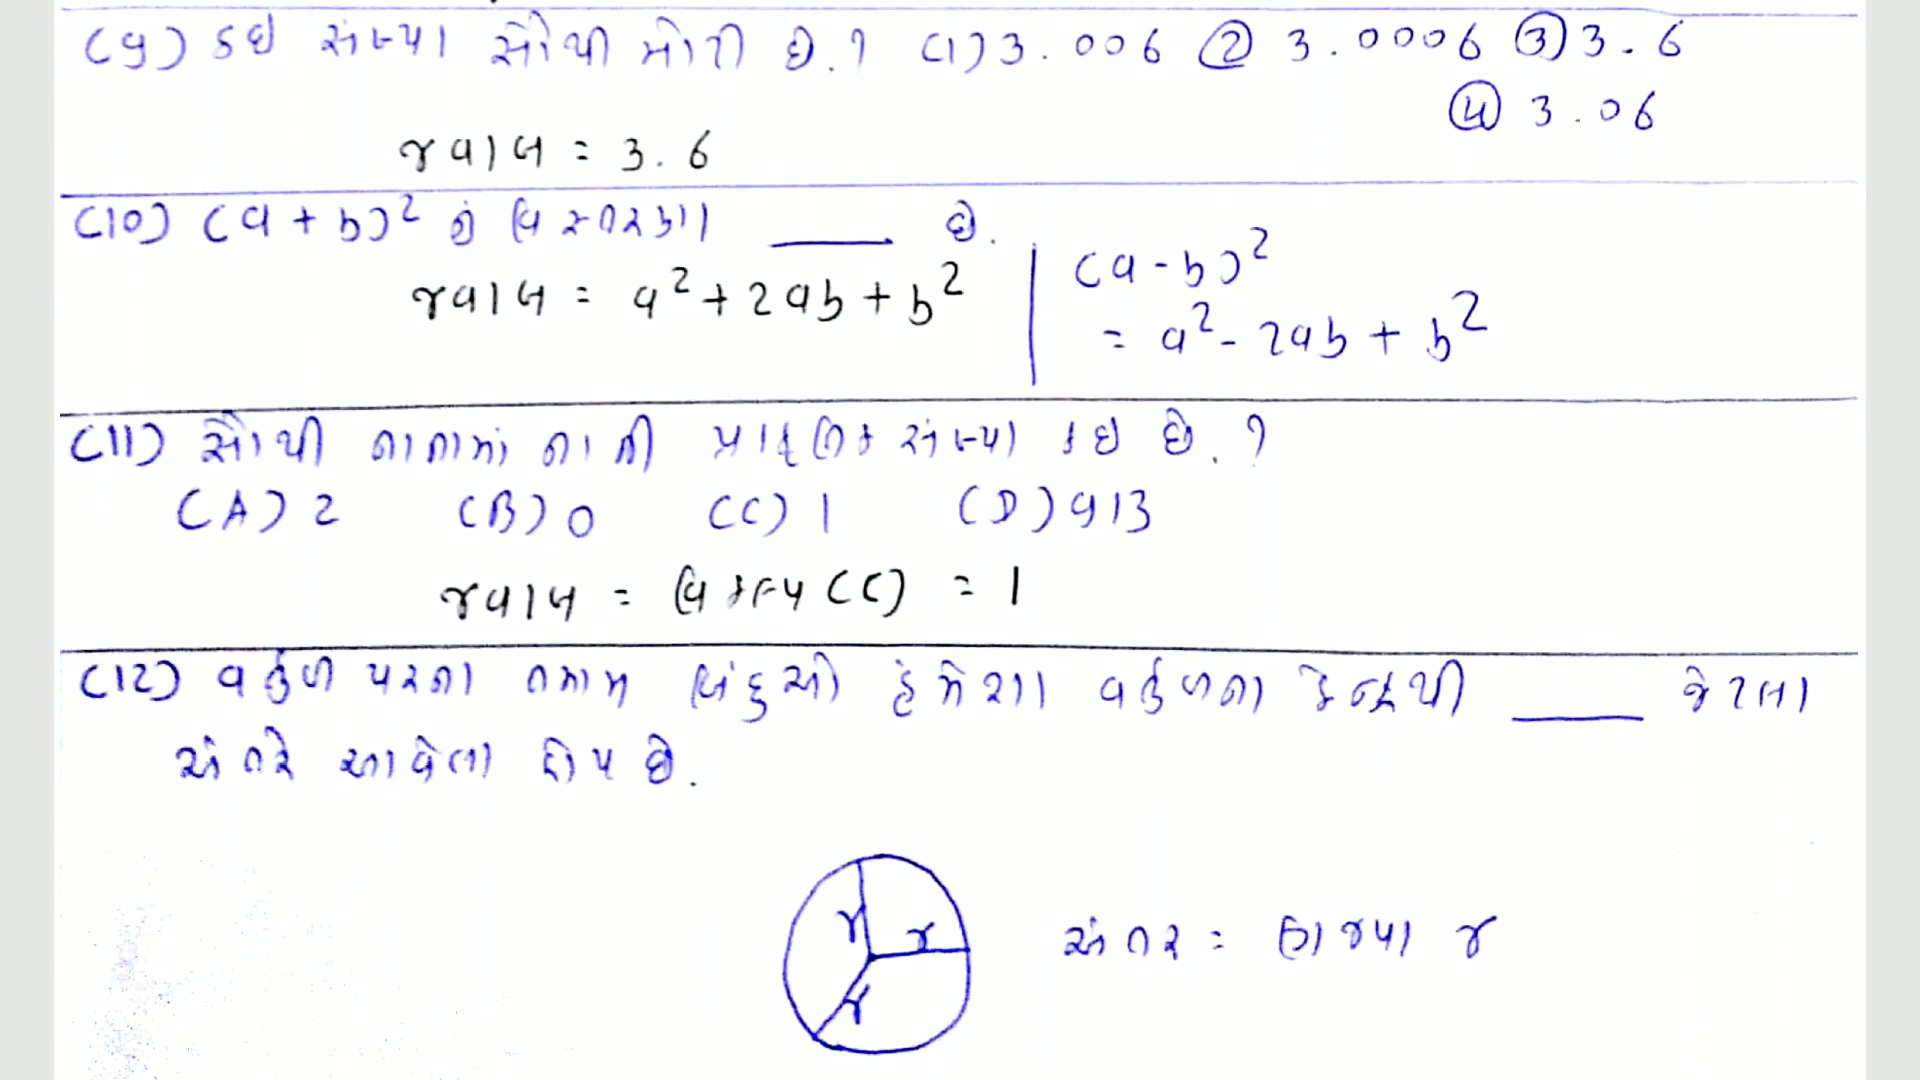 (9) કઈ સંખ્યા સૌથી મોટી છે.? (1) 3.006 (2) 3.0006 (3) 3.6
(4) 3.06
જવાબ = 3.6
(10) (a + b)² નું વિસ્તરણ ____ છે.
જવાબ = a² + 2ab + b²
(a - b)²
= a² - 2ab + b²
(11) સૌથી નાનામાં નાની પ્રાકૃતિક સંખ્યા કઈ છે.?
(A) 2 (B) 0 (C) 1 (D) 913
જવાબ = વિકલ્પ (C) = 1
(12) વર્તુળ પરના તમામ બિંદુઓ હંમેશા વર્તુળના કેન્દ્રથી ____ જેટલા
અંતરે આવેલા હોય છે.
r
r
r
અંતર = ત્રિજ્યા r